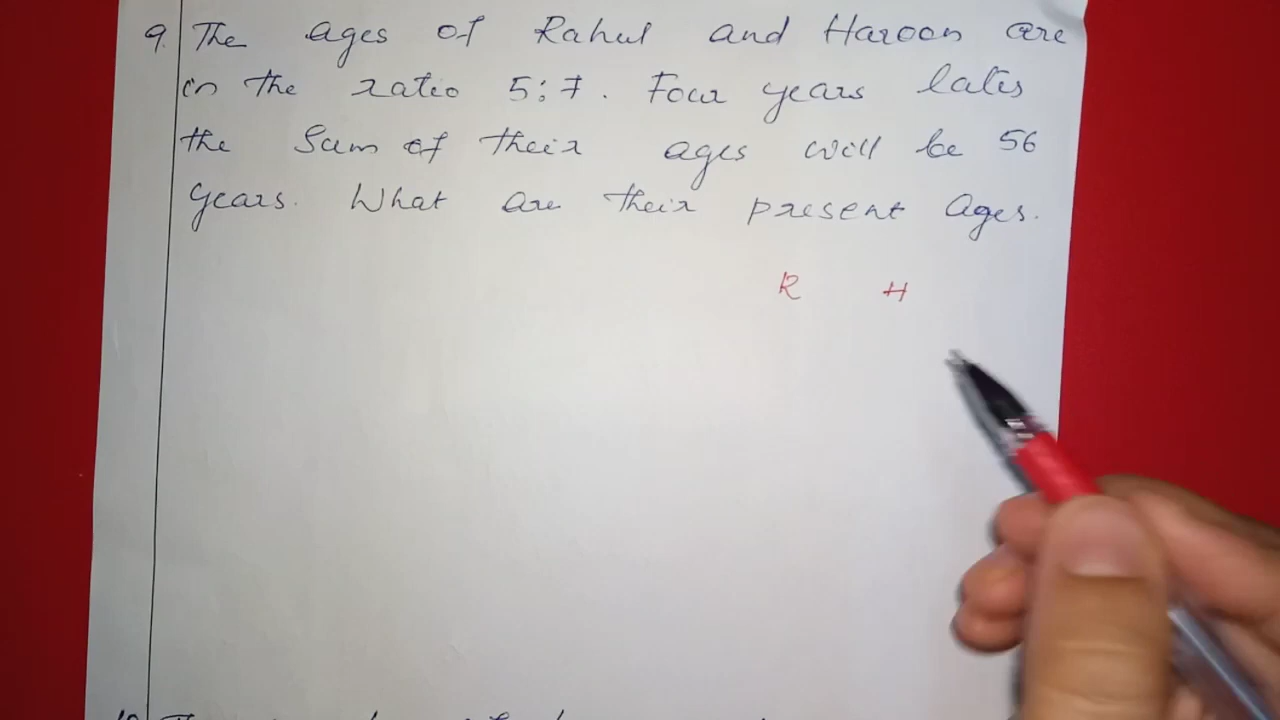 9. The ages of Rahul and Haroon are
in the ratio 5:7. Four years later
the Sum of their ages will be 56
years. What are their present ages.
R H
10